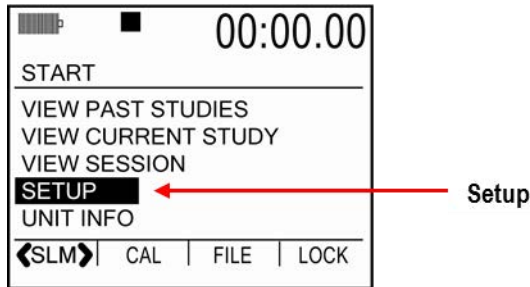 00:00.00
START
VIEW PAST STUDIES
VIEW CURRENT STUDY
VIEW SESSION
SETUP
Setup
UNIT INFO
❮SLM❯ CAL FILE LOCK